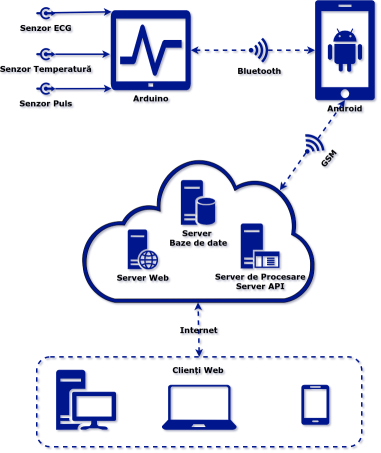 Senzor ECG
Senzor Temperatură
Senzor Puls
Arduino
Bluetooth
Android
GSM
Server
Baze de date
Server Web
Server de Procesare
Server API
Internet
Clienți Web